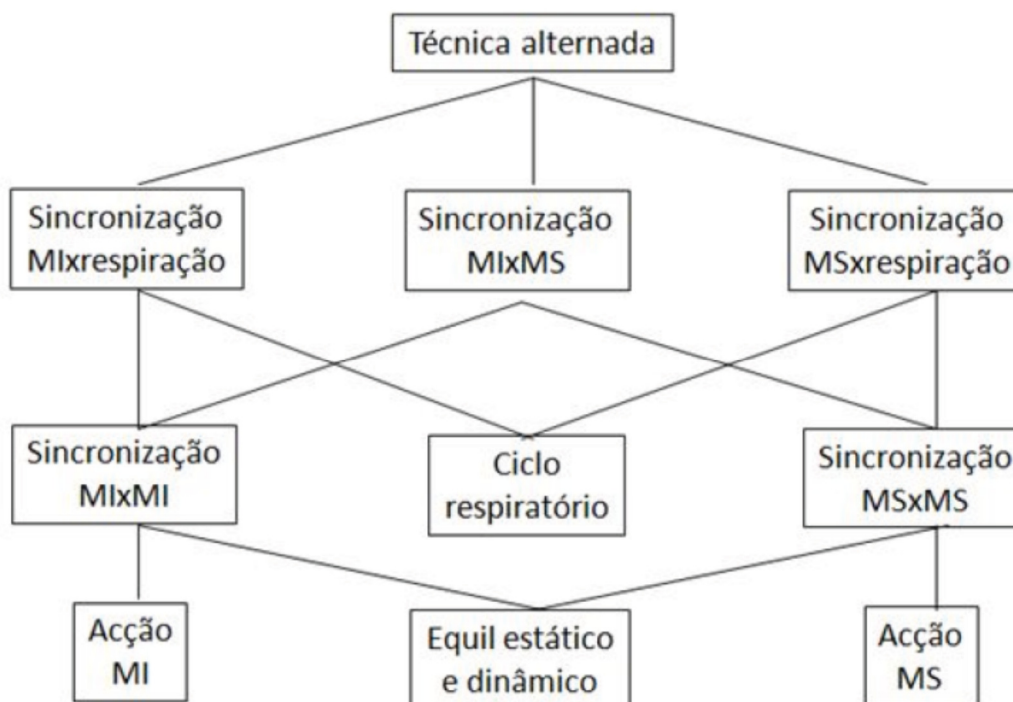 Técnica alternada
Sincronização
MIxrespiração
Sincronização
MIxMS
Sincronização
MSxrespiração
Sincronização
MIxMI
Ciclo
respiratório
Sincronização
MSxMS
Acção
MI
Equil estático
e dinâmico
Acção
MS